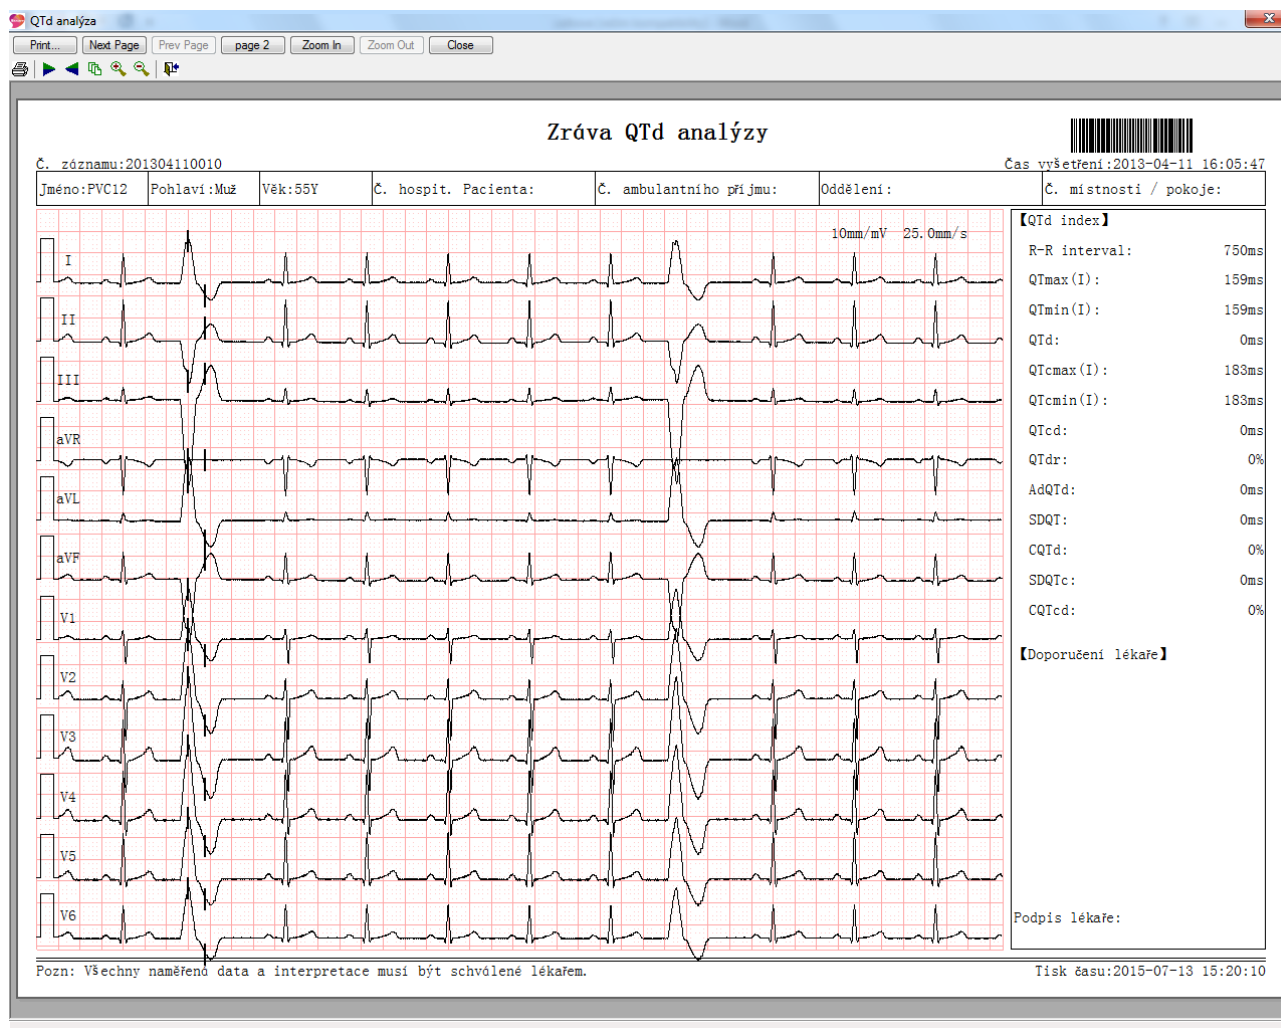 QTd analýza
Print... Next Page Prev Page page 2 Zoom In Zoom Out Close
Zráva QTd analýzy
Č. záznamu:201304110010 Čas vyšetření:2013-04-11 16:05:47
Jméno:PVC12 Pohlaví:Muž Věk:55Y Č. hospit. Pacienta: Č. ambulantního příjmu: Oddělení: Č. místnosti / pokoje:
10mm/mV 25.0mm/s
I
II
III
aVR
aVL
aVF
V1
V2
V3
V4
V5
V6
【QTd index】
R-R interval: 750ms
QTmax(I): 159ms
QTmin(I): 159ms
QTd: 0ms
QTcmax(I): 183ms
QTcmin(I): 183ms
QTcd: 0ms
QTdr: 0%
AdQTd: 0ms
SDQT: 0ms
CQTd: 0%
SDQTc: 0ms
CQTcd: 0%
【Doporučení lékaře】
Podpis lékaře:
Pozn: Všechny naměřená data a interpretace musí být schválené lékařem. Tisk času:2015-07-13 15:20:10